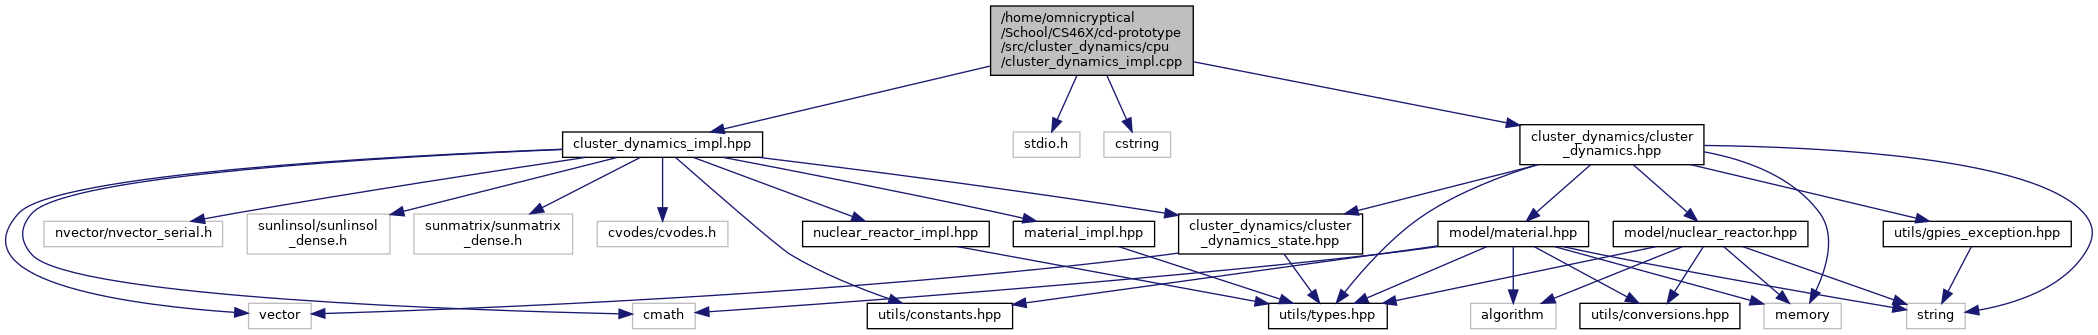 /home/omnicryptical
/School/CS46X/cd-prototype
/src/cluster_dynamics/cpu
/cluster_dynamics_impl.cpp
cluster_dynamics_impl.hpp
stdio.h
cstring
cluster_dynamics/cluster
_dynamics.hpp
nvector/nvector_serial.h
sunlinsol/sunlinsol
_dense.h
sunmatrix/sunmatrix
_dense.h
cvodes/cvodes.h
nuclear_reactor_impl.hpp
material_impl.hpp
cluster_dynamics/cluster
_dynamics_state.hpp
model/material.hpp
model/nuclear_reactor.hpp
utils/gpies_exception.hpp
vector
cmath
utils/constants.hpp
utils/types.hpp
algorithm
utils/conversions.hpp
memory
string